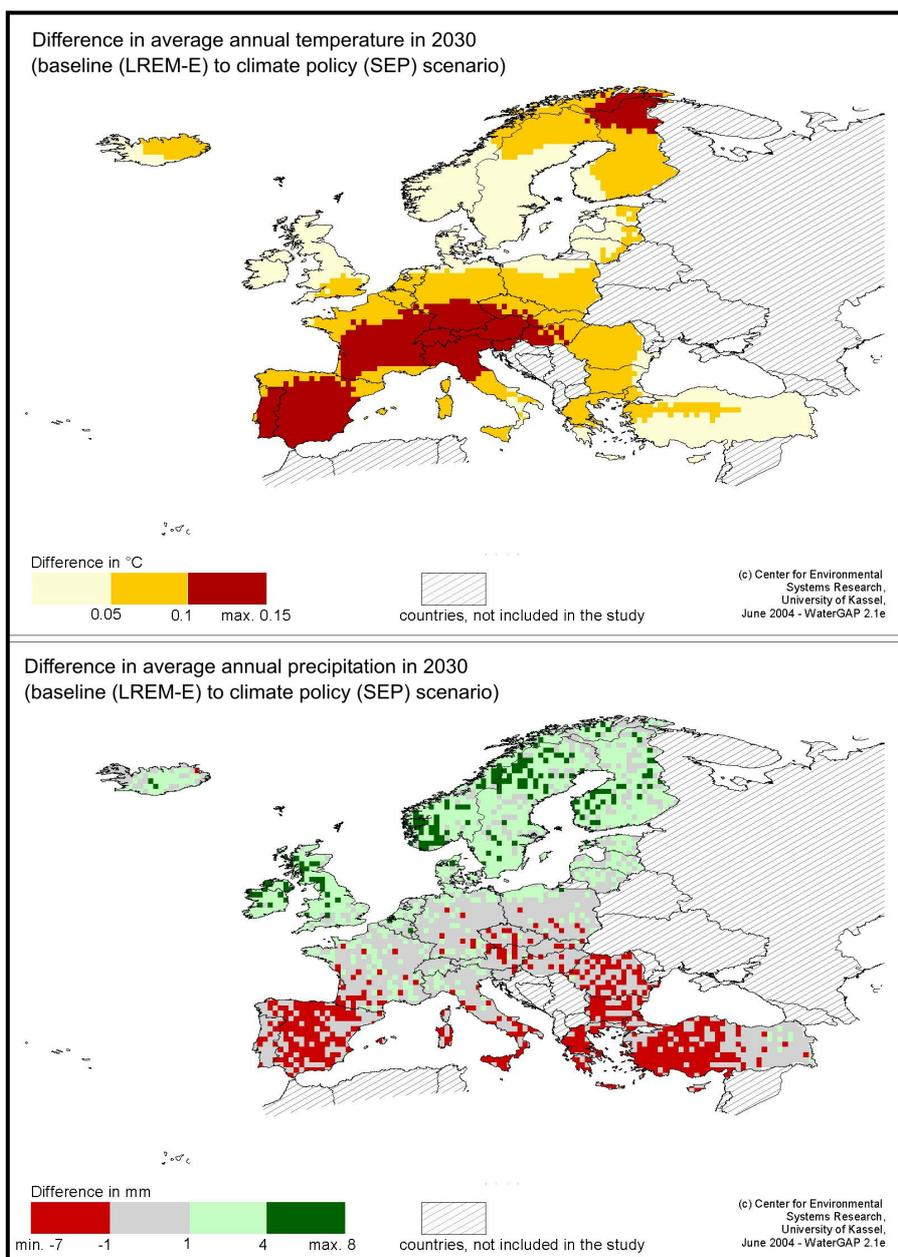 Difference in average annual temperature in 2030
(baseline (LREM-E) to climate policy (SEP) scenario)
Difference in °C
0.05
0.1
max. 0.15
countries, not included in the study
(c) Center for Environmental
Systems Research,
University of Kassel,
June 2004 - WaterGAP 2.1e
Difference in average annual precipitation in 2030
(baseline (LREM-E) to climate policy (SEP) scenario)
Difference in mm
min. -7
-1
1
4
max. 8
countries, not included in the study
(c) Center for Environmental
Systems Research,
University of Kassel,
June 2004 - WaterGAP 2.1e